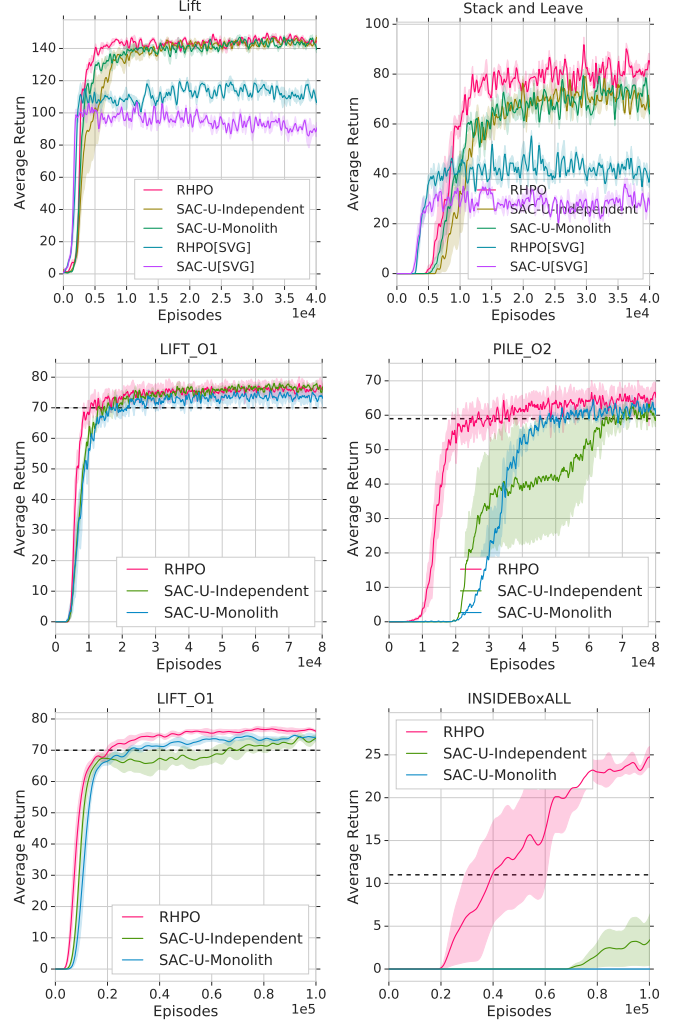 Lift
Average Return
140
120
100
80
60
40
20
0
RHPO
SAC-U-Independent
SAC-U-Monolith
RHPO[SVG]
SAC-U[SVG]
0.0 0.5 1.0 1.5 2.0 2.5 3.0 3.5 4.0
Episodes
1e4
Stack and Leave
Average Return
100
80
60
40
20
0
RHPO
SAC-U-Independent
SAC-U-Monolith
RHPO[SVG]
SAC-U[SVG]
0.0 0.5 1.0 1.5 2.0 2.5 3.0 3.5 4.0
Episodes
1e4
LIFT_O1
Average Return
80
70
60
50
40
30
20
10
0
RHPO
SAC-U-Independent
SAC-U-Monolith
0 1 2 3 4 5 6 7 8
Episodes
1e4
PILE_O2
Average Return
70
60
50
40
30
20
10
0
RHPO
SAC-U-Independent
SAC-U-Monolith
0 1 2 3 4 5 6 7 8
Episodes
1e4
LIFT_O1
Average Return
80
70
60
50
40
30
20
10
0
RHPO
SAC-U-Independent
SAC-U-Monolith
0.0 0.2 0.4 0.6 0.8 1.0
Episodes
1e5
INSIDEBoxALL
Average Return
25
20
15
11
5
0
RHPO
SAC-U-Independent
SAC-U-Monolith
0.0 0.2 0.4 0.6 0.8 1.0
Episodes
1e5